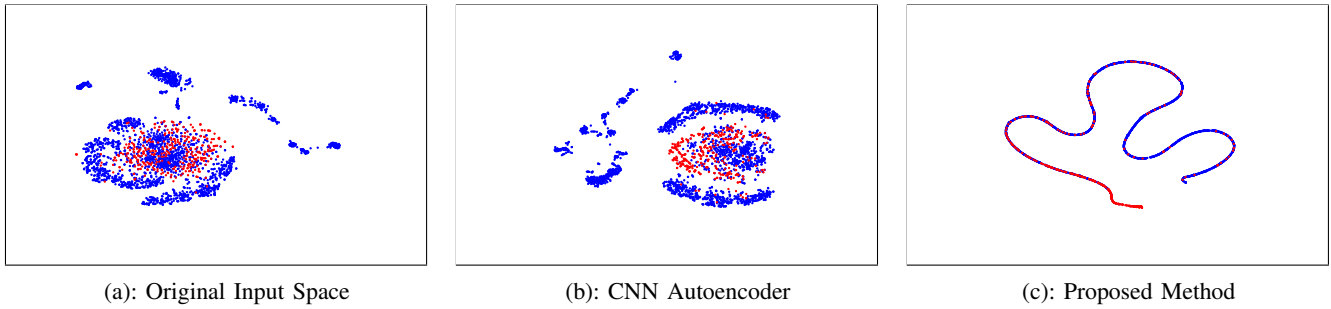 (a): Original Input Space
(b): CNN Autoencoder
(c): Proposed Method